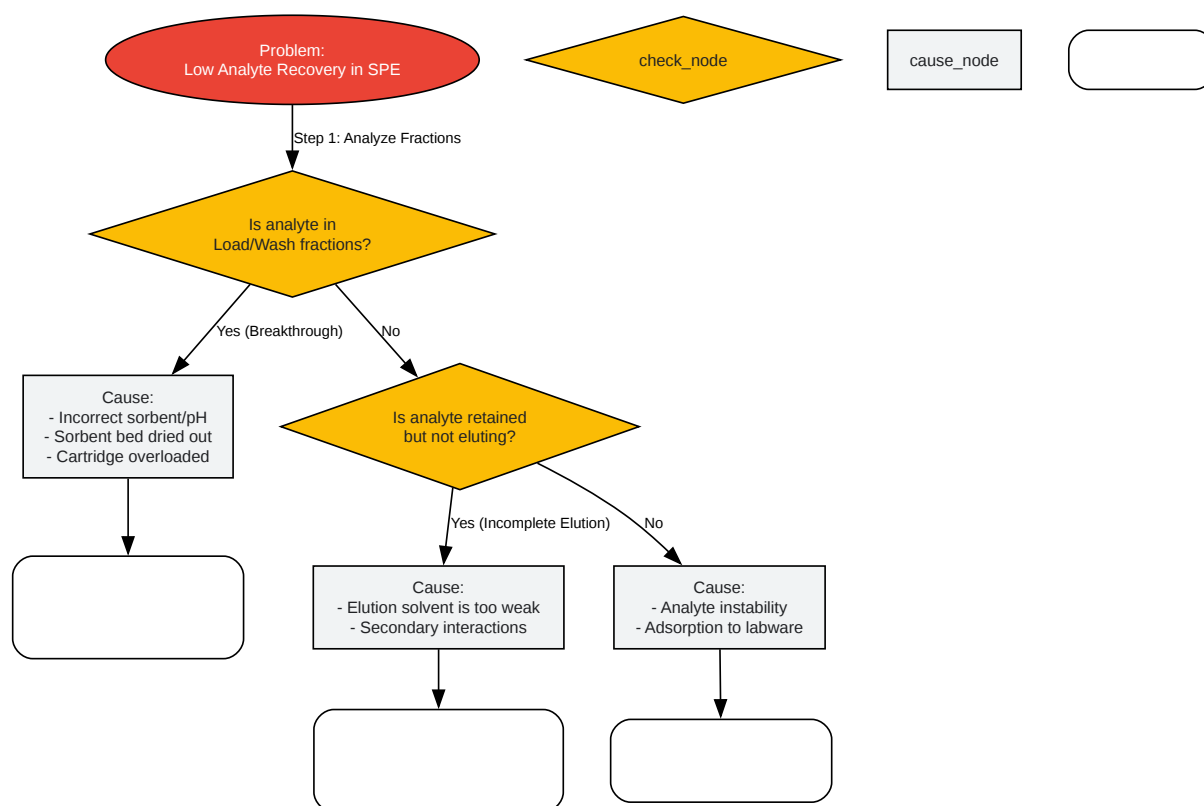 Problem:
Low Analyte Recovery in SPE
check_node
cause_node
Step 1: Analyze Fractions
Is analyte in
Load/Wash fractions?
Yes (Breakthrough)
No
Cause:
- Incorrect sorbent/pH
- Sorbent bed dried out
- Cartridge overloaded
Is analyte retained
but not eluting?
Yes (Incomplete Elution)
No
Cause:
- Elution solvent is too weak
- Secondary interactions
Cause:
- Analyte instability
- Adsorption to labware